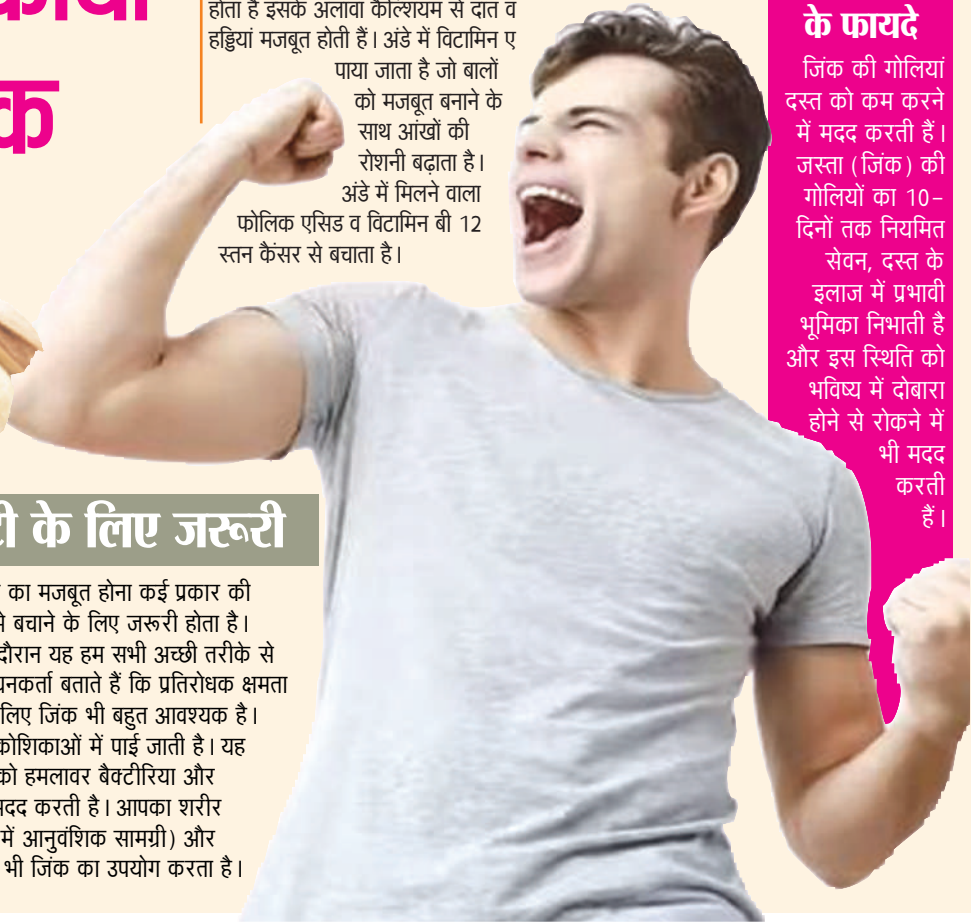 क
होता है इसके अलावा कैल्शियम से दांत व
हड्डियां मजबूत होती हैं। अंडे में विटामिन ए
पाया जाता है जो बालों
को मजबूत बनाने के
साथ आंखों की
रोशनी बढ़ाता है।
अंडे में मिलने वाला
फोलिक एसिड व विटामिन बी 12
स्तन कैंसर से बचाता है।
के फायदे
जिंक की गोलियां
दस्त को कम करने
में मदद करती हैं।
जस्ता (जिंक) की
गोलियों का 10-
दिनों तक नियमित
सेवन, दस्त के
इलाज में प्रभावी
भूमिका निभाती है
और इस स्थिति को
भविष्य में दोबारा
होने से रोकने में
भी मदद
करती
हैं।
के लिए जरूरी
का मजबूत होना कई प्रकार की
बचाने के लिए जरूरी होता है।
दौरान यह हम सभी अच्छी तरीके से
बताते हैं कि प्रतिरोधक क्षमता
लिए जिंक भी बहुत आवश्यक है।
कोशिकाओं में पाई जाती है। यह
को हमलावर बैक्टीरिया और
मदद करती है। आपका शरीर
में आनुवंशिक सामग्री) और
भी जिंक का उपयोग करता है।